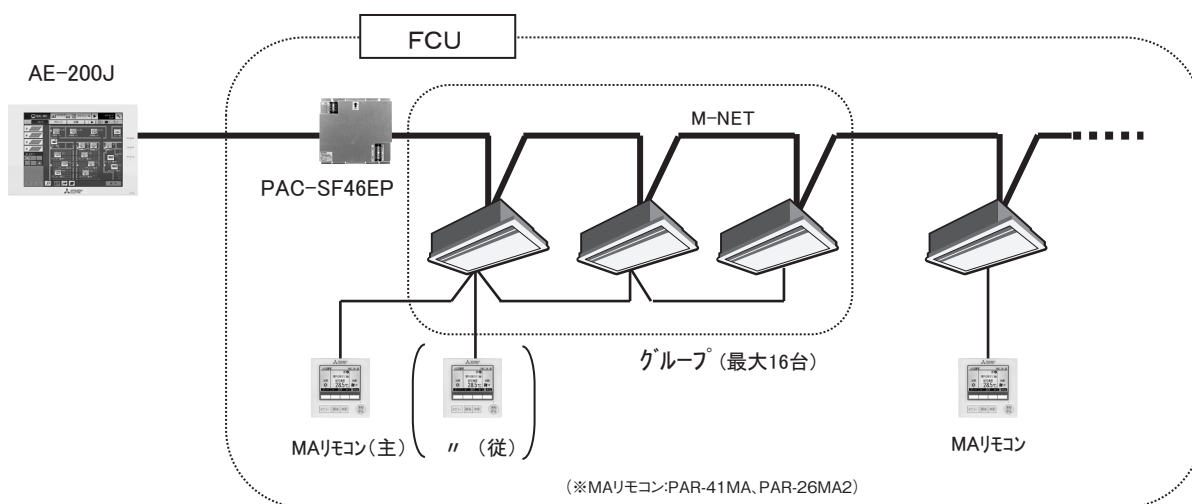 FCU
AE-200J
M-NET
PAC-SF46EP
グループ (最大16台)
MAリモコン(主)
〃 (従)
MAリモコン
(※MAリモコン:PAR-41MA、PAR-26MA2)